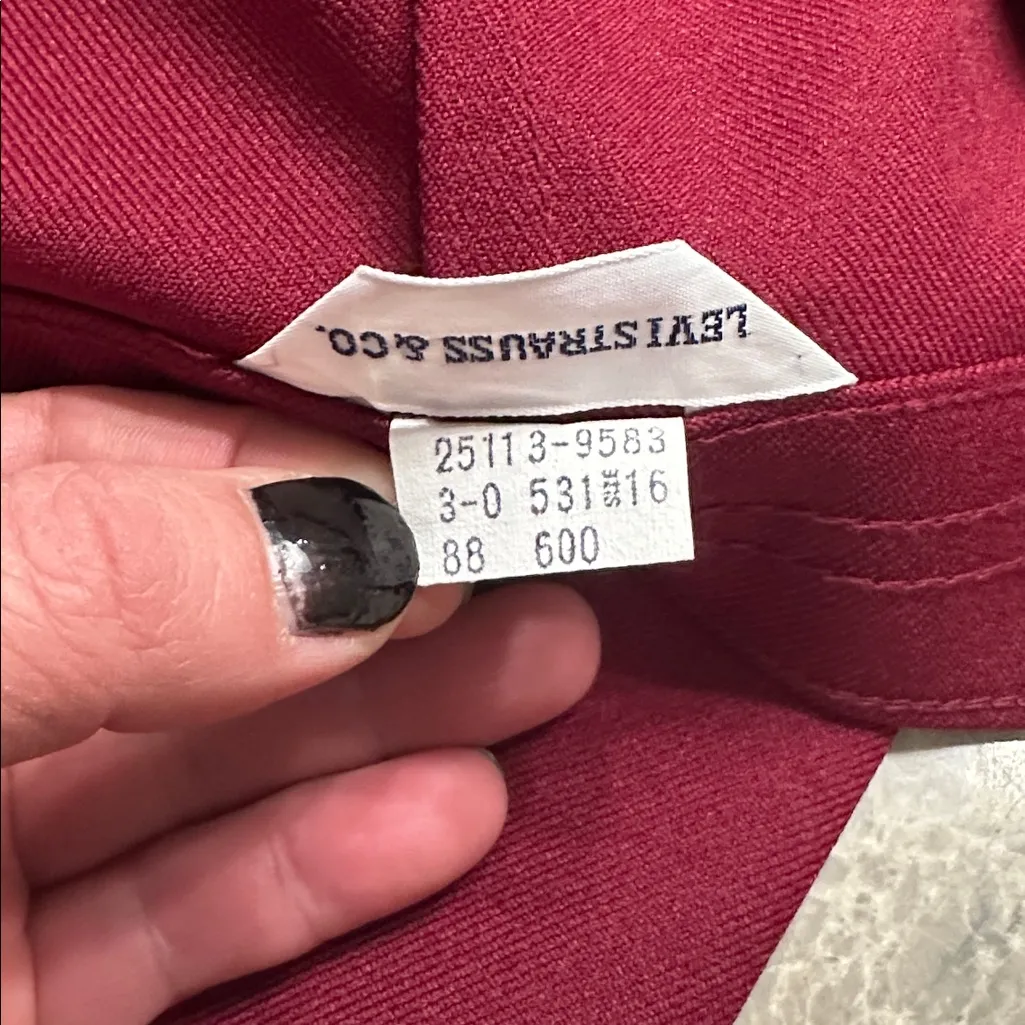 LEVI STRAUSS & CO.
25113-9583
3-0 531 SIZE 16
88 600